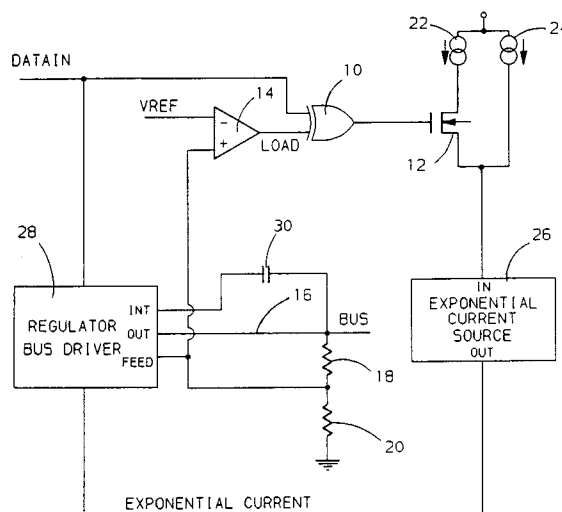 22
24
DATAIN
10
14
VREF
-
+
LOAD
12
28
30
26
INT
16
BUS
REGULATOR
BUS DRIVER
OUT
FEED
18
IN
EXPONENTIAL
CURRENT
SOURCE
OUT
20
EXPONENTIAL CURRENT